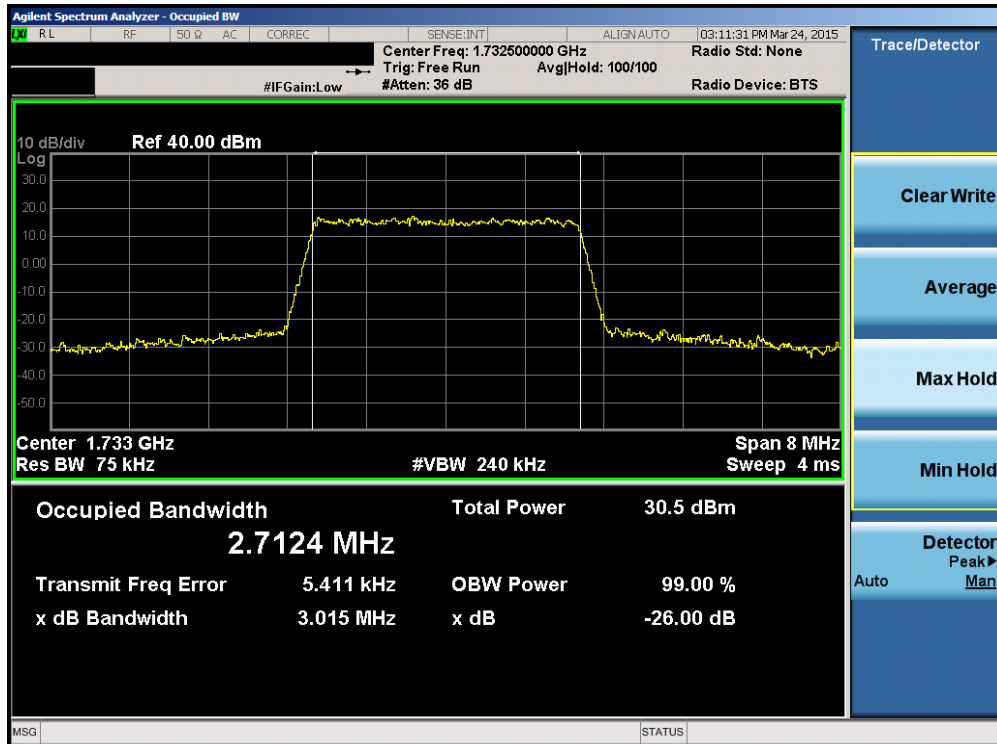 Agilent Spectrum Analyzer - Occupied BW
LXI RL RF 50 Ω AC CORREC SENSE:INT ALIGN AUTO 03:11:31 PM Mar 24, 2015
Center Freq: 1.732500000 GHz Radio Std: None
Trig: Free Run Avg|Hold: 100/100
#IFGain:Low #Atten: 36 dB Radio Device: BTS
10 dB/div Ref 40.00 dBm
Log
30.0
20.0
10.0
0.00
-10.0
-20.0
-30.0
-40.0
-50.0
Center 1.733 GHz Span 8 MHz
Res BW 75 kHz #VBW 240 kHz Sweep 4 ms
Occupied Bandwidth Total Power 30.5 dBm
2.7124 MHz
Transmit Freq Error 5.411 kHz OBW Power 99.00 %
x dB Bandwidth 3.015 MHz x dB -26.00 dB
MSG STATUS
Trace/Detector
Clear Write
Average
Max Hold
Min Hold
Detector
Peak▶
Auto Man